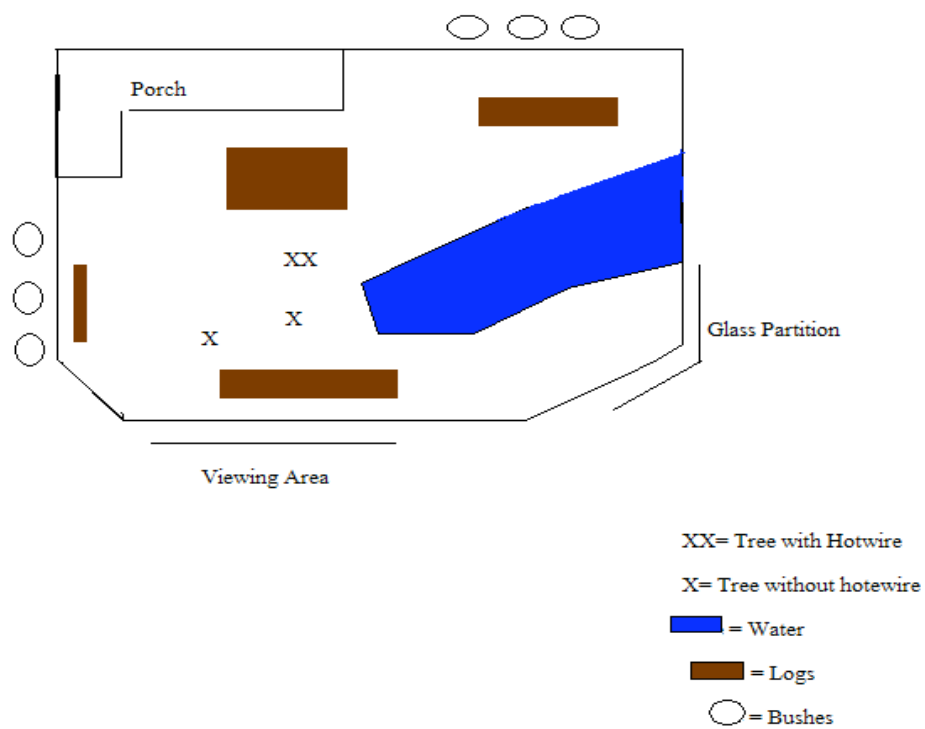 Porch
XX
X
X
Glass Partition
Viewing Area
XX= Tree with Hotwire
X= Tree without hotewire
= Water
= Logs
= Bushes